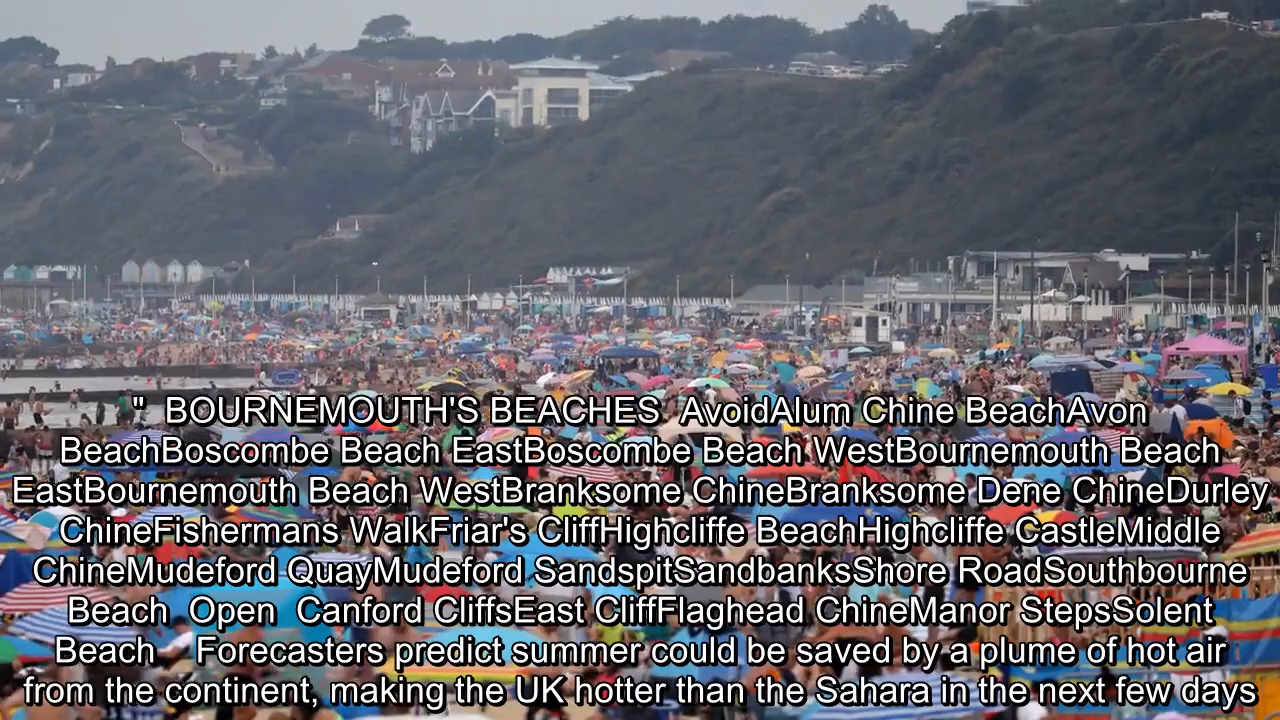 "  BOURNEMOUTH'S BEACHES  AvoidAlum Chine BeachAvon
BeachBoscombe Beach EastBoscombe Beach WestBournemouth Beach
EastBournemouth Beach WestBranksome ChineBranksome Dene ChineDurley
ChineFishermans WalkFriar's CliffHighcliffe BeachHighcliffe CastleMiddle
ChineMudeford QuayMudeford SandspitSandbanksShore RoadSouthbourne
Beach  Open  Canford CliffsEast CliffFlaghead ChineManor StepsSolent
Beach    Forecasters predict summer could be saved by a plume of hot air
from the continent, making the UK hotter than the Sahara in the next few days